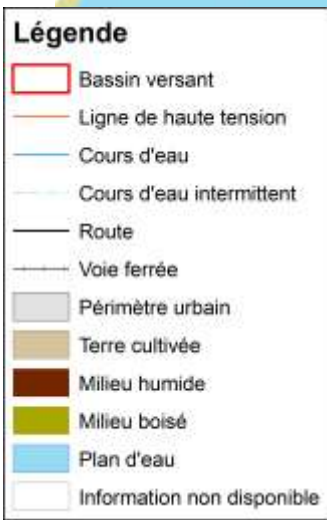 Légende
Bassin versant
Ligne de haute tension
Cours d'eau
Cours d'eau intermittent
Route
Voie ferrée
Périmètre urbain
Terre cultivée
Milieu humide
Milieu boisé
Plan d'eau
Information non disponible